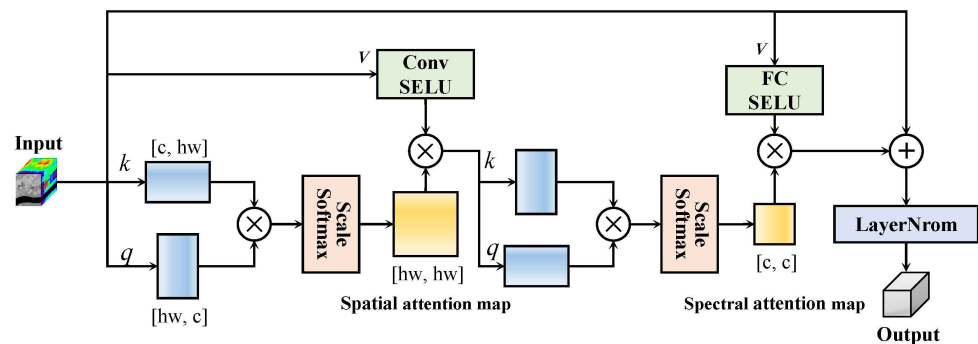 Input
[c, hw]
k
q
[hw, c]
Scale
Softmax
V
Conv
SELU
[hw, hw]
Spatial attention map
k
q
Scale
Softmax
V
FC
SELU
[c, c]
Spectral attention map
LayerNrom
Output